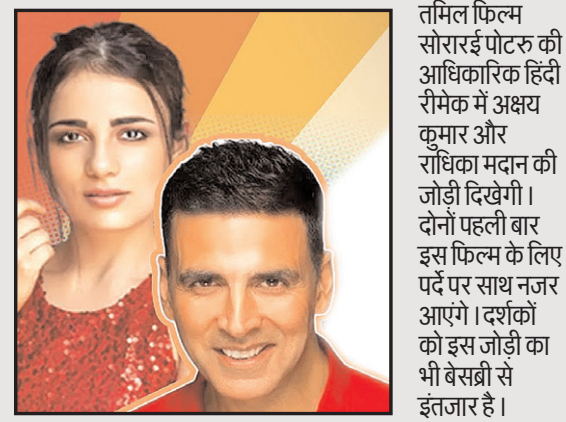 तमिल फिल्म
सोरारई पोटरु की
आधिकारिक हिंदी
रीमेक में अक्षय
कुमार और
राधिका मदान की
जोड़ी दिखेगी।
दोनों पहली बार
इस फिल्म के लिए
पर्दे पर साथ नजर
आएंगे। दर्शकों
को इस जोड़ी का
भी बेसब्री से
इंतजार है।